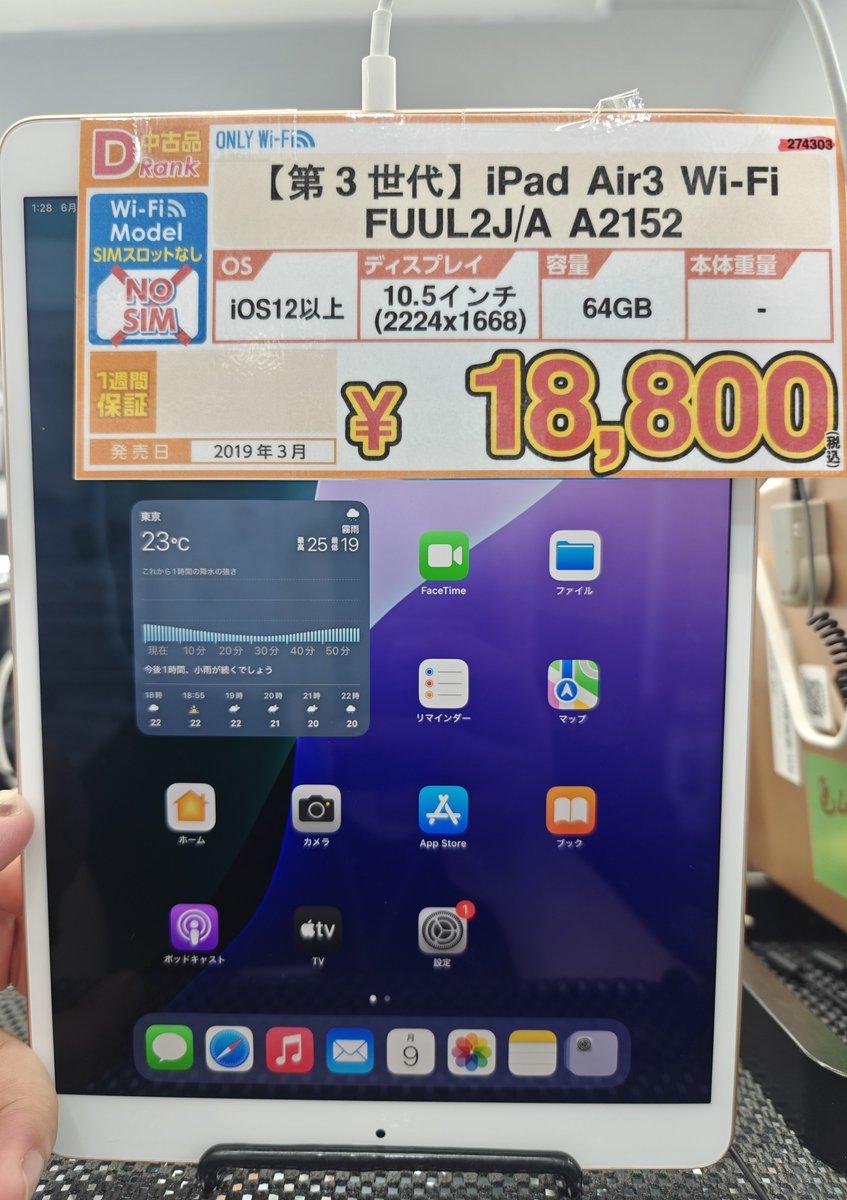 D 中古品
Rank
ONLY Wi-Fi
274303
Wi-Fi
Model
SIMスロットなし
NO
SIM
【第3世代】iPad Air3 Wi-Fi
FUUL2J/A A2152
OS
ディスプレイ
容量
本体重量
iOS12以上
10.5インチ
(2224x1668)
64GB
-
1週間
保証
¥18,800
(税込)
発売日
2019年3月
1:28 6月
東京
23°C
霧雨
最高25 最低19
これから1時間の降水の強さ
現在 10分 20分 30分 40分 50分
今後1時間、小雨が続くでしょう
18時 18:55 19時 20時 21時 22時
22 22 22 21 20 20
FaceTime
ファイル
リマインダー
マップ
ホーム
カメラ
App Store
ブック
ポッドキャスト
tv
TV
1
設定
月
9